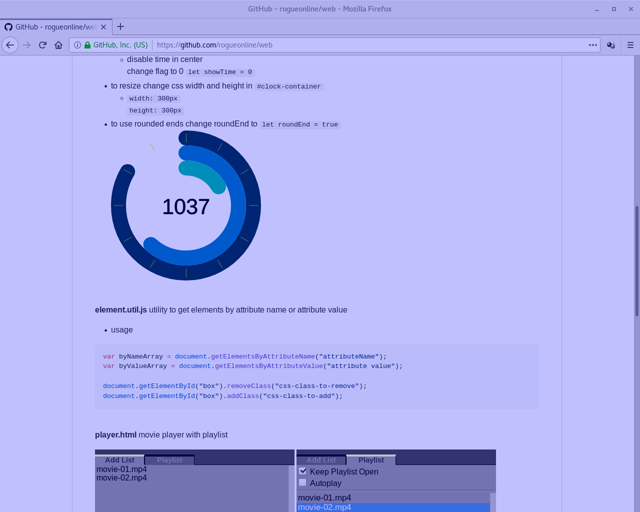 GitHub - rogueonline/web - Mozilla Firefox
GitHub - rogueonline/we
GitHub, Inc. (US)
https://github.com/rogueonline/web
disable time in center
change flag to 0 let showTime = 0
to resize change css width and height in #clock-container
width: 300px
height: 300px
to use rounded ends change roundEnd to let roundEnd = true
1037
element.util.js utility to get elements by attribute name or attribute value
usage
var byNameArray = document.getElementsByAttributeName("attributeName");
var byValueArray = document.getElementsByAttributeValue("attribute value");
document.getElementById("box").removeClass("css-class-to-remove");
document.getElementById("box").addClass("css-class-to-add");
player.html movie player with playlist
Add List Playlist
movie-01.mp4
movie-02.mp4
Add List Playlist
Keep Playlist Open
Autoplay
movie-01.mp4
movie-02.mp4